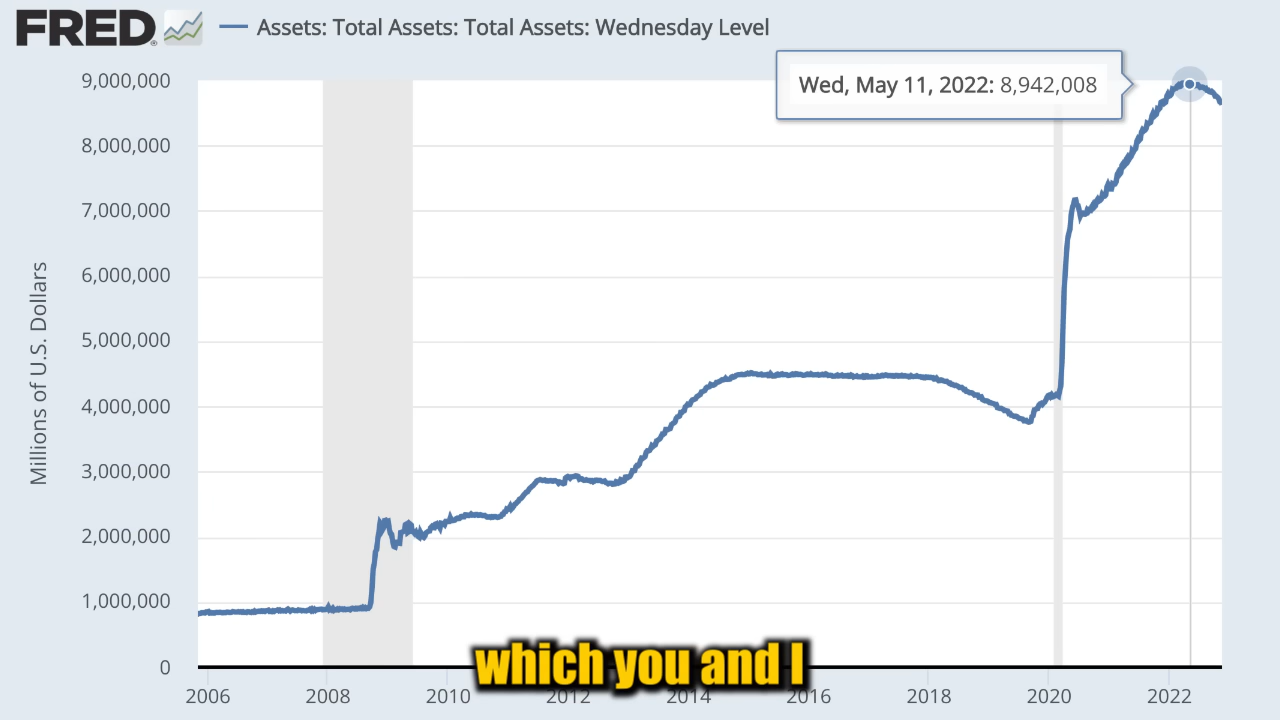 FRED
Assets: Total Assets: Total Assets: Wednesday Level
Wed, May 11, 2022: 8,942,008
Millions of U.S. Dollars
9,000,000
8,000,000
7,000,000
6,000,000
5,000,000
4,000,000
3,000,000
2,000,000
1,000,000
0
which you and I
2006 2008 2010 2012 2014 2016 2018 2020 2022